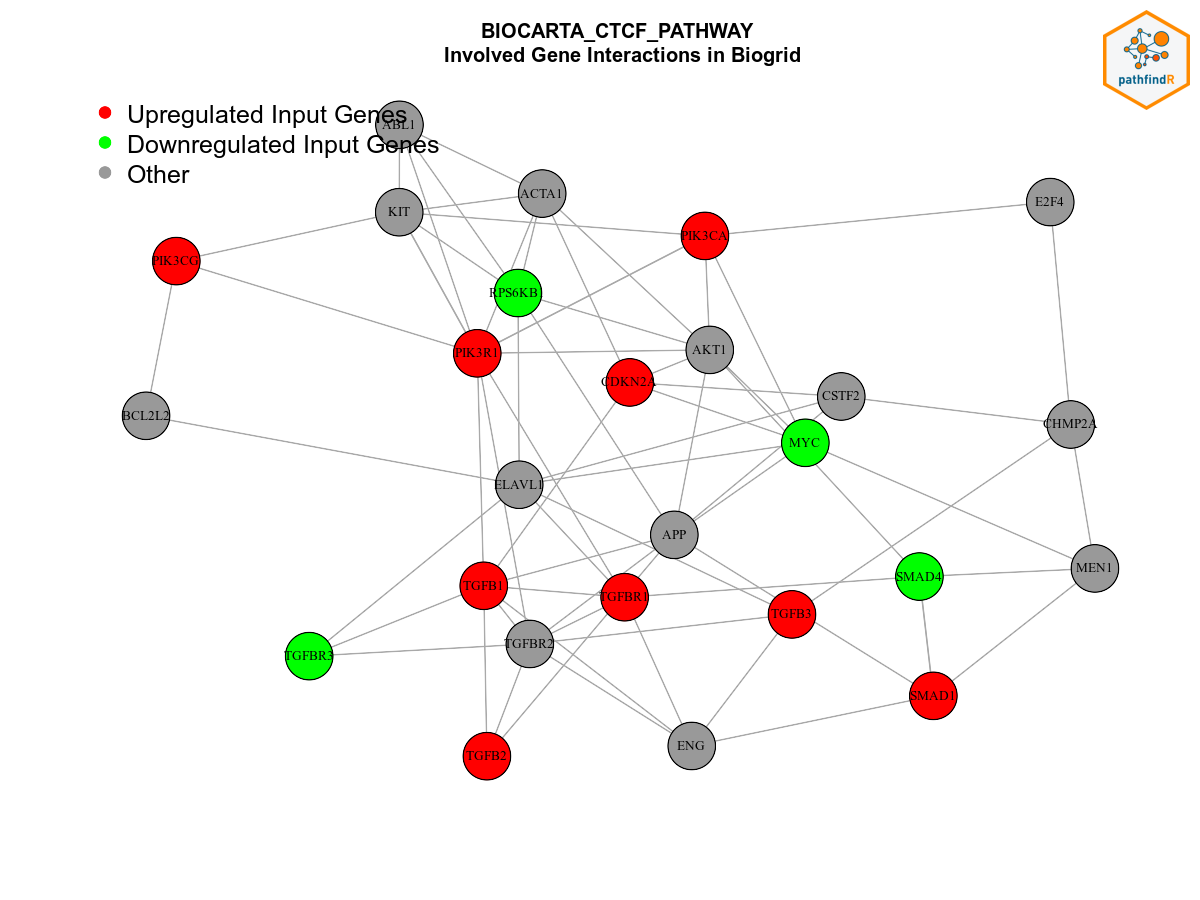 BIOCARTA_CTCF_PATHWAY
Involved Gene Interactions in Biogrid
pathfindR
Upregulated Input Genes
Downregulated Input Genes
Other
ABL1
ACTA1
KIT
E2F4
PIK3CA
PIK3CG
RPS6KB
PIK3R1
AKT1
CDKN2A
CSTF2
BCL2L2
CHMP2A
MYC
ELAVL1
APP
MEN1
SMAD4
TGFB1
TGFBR1
TGFB3
TGFBR2
TGFBR3
SMAD1
ENG
TGFB2